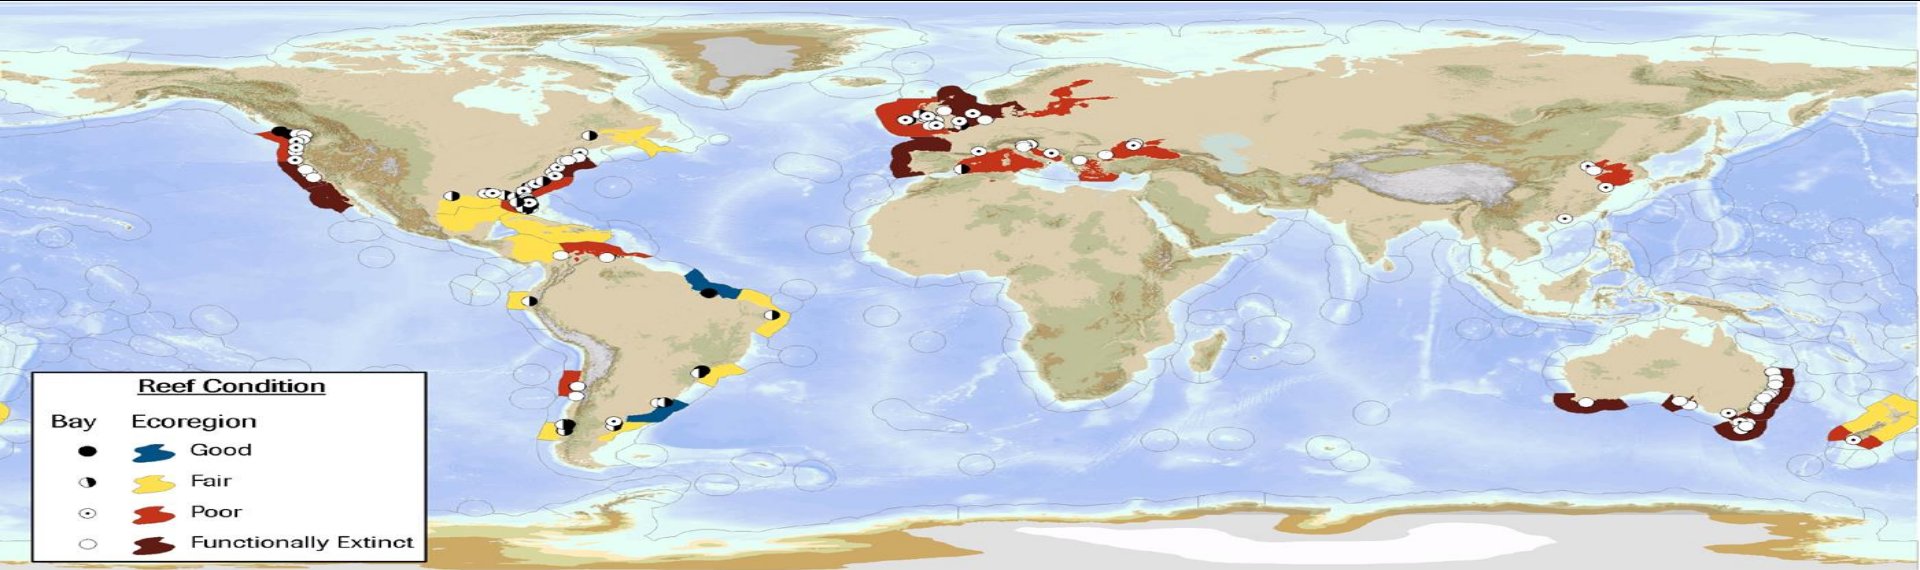 Reef Condition
Bay Ecoregion
Good
Fair
Poor
Functionally Extinct